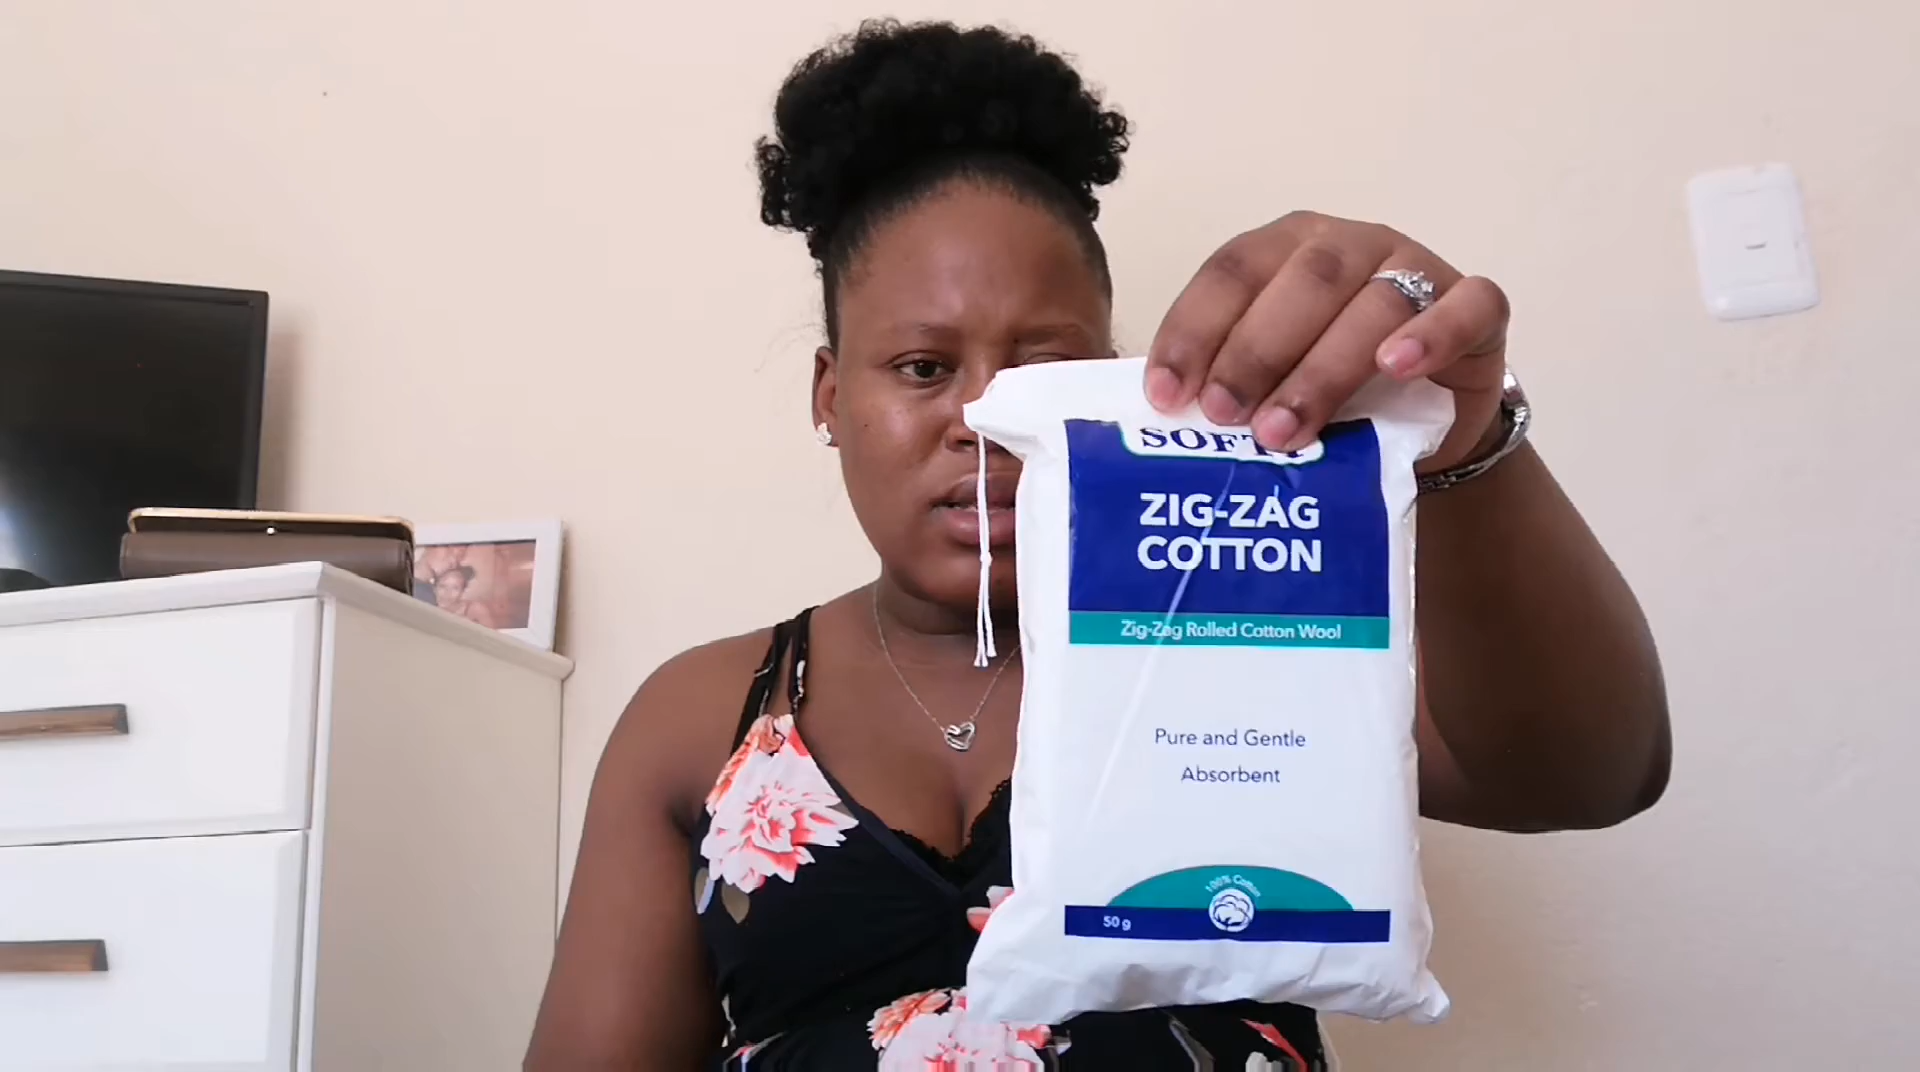 ZIG-ZAG
COTTON
Zig-Zag Rolled Cotton Wool
Pure and Gentle
Absorbent
100% Cotton
50 g